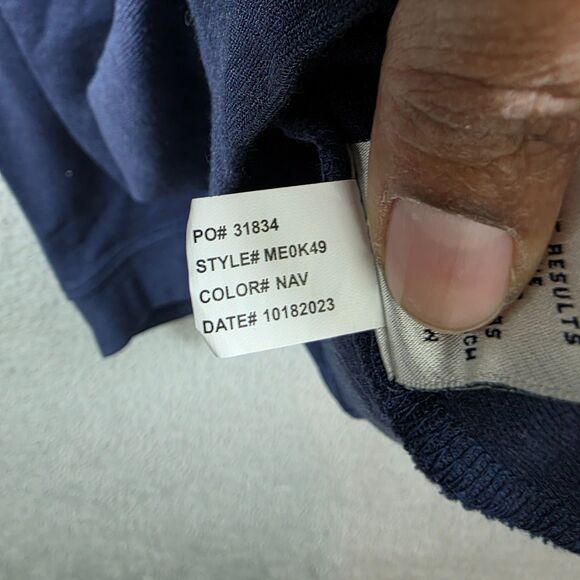 PO# 31834
STYLE# ME0K49
COLOR# NAV
DATE# 10182023
RESULTS